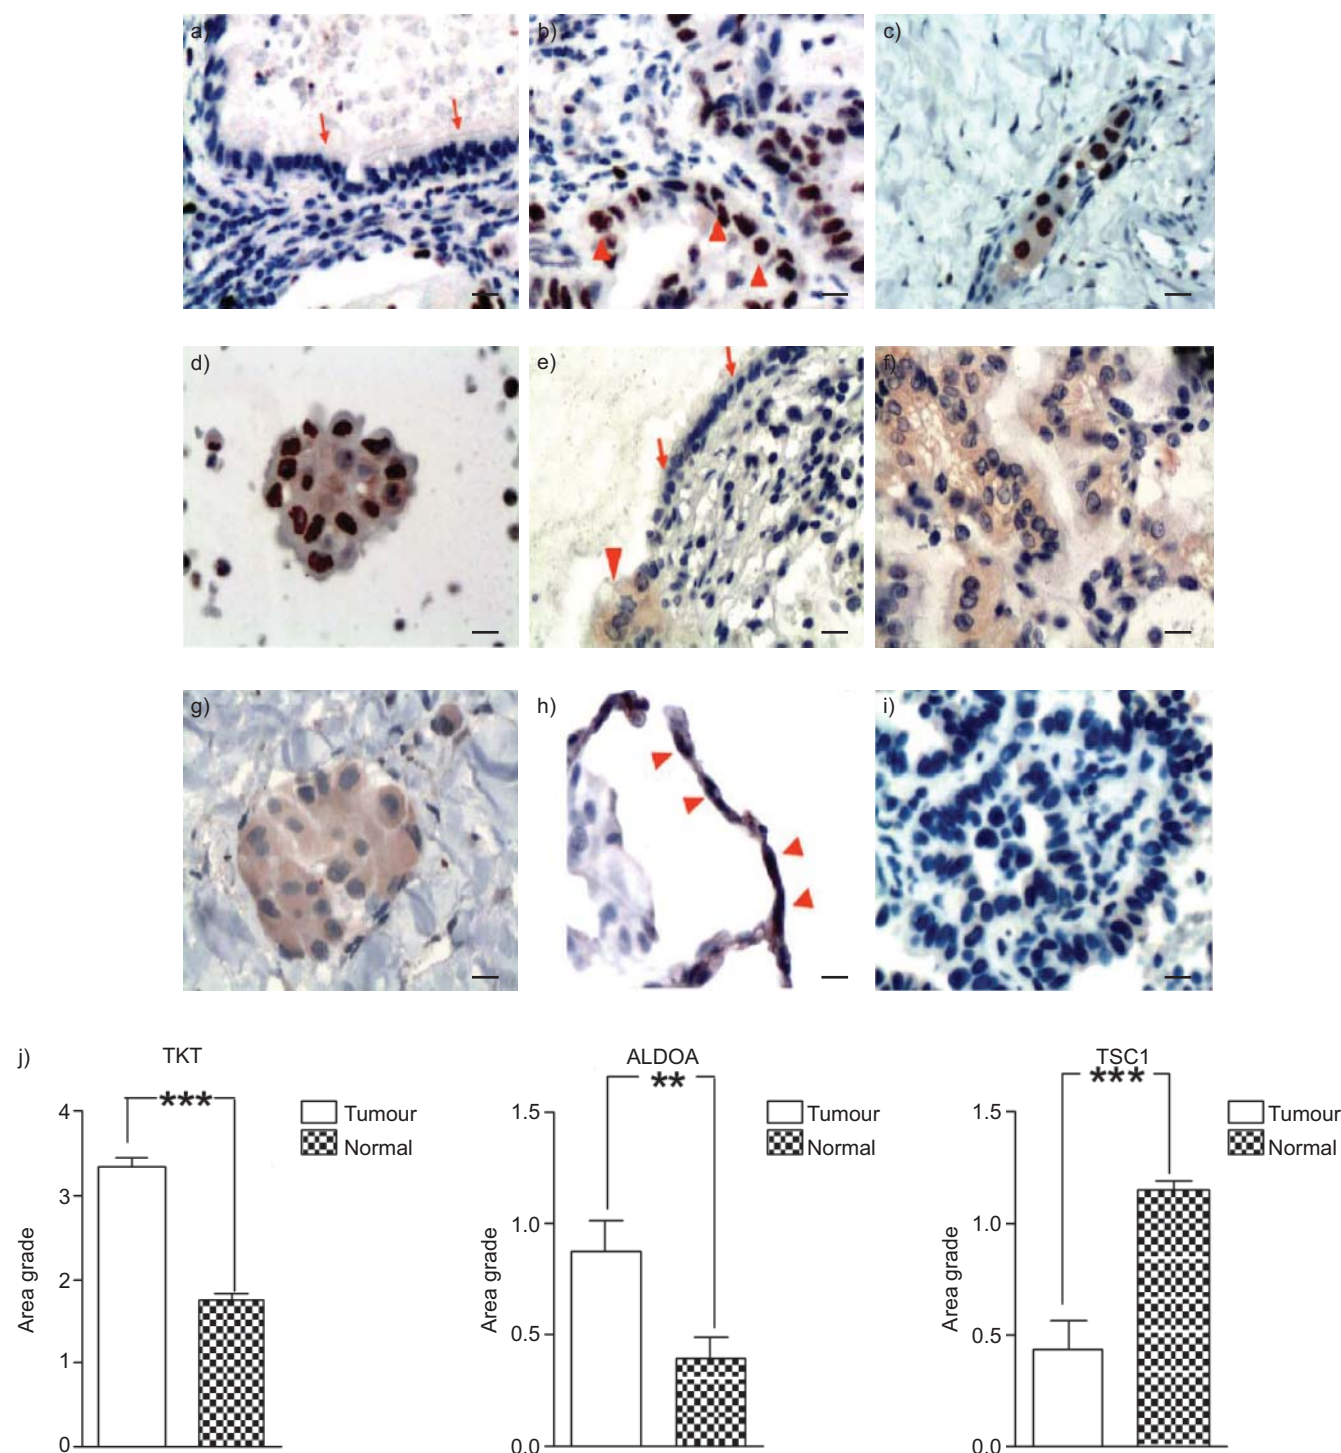 a)
b)
c)
d)
e)
f)
g)
h)
i)
j)
TKT
***
Tumour
Normal
Area grade
4
3
2
1
0
ALDOA
**
Tumour
Normal
Area grade
1.5
1.0
0.5
0.0
TSC1
***
Tumour
Normal
Area grade
1.5
1.0
0.5
0.0